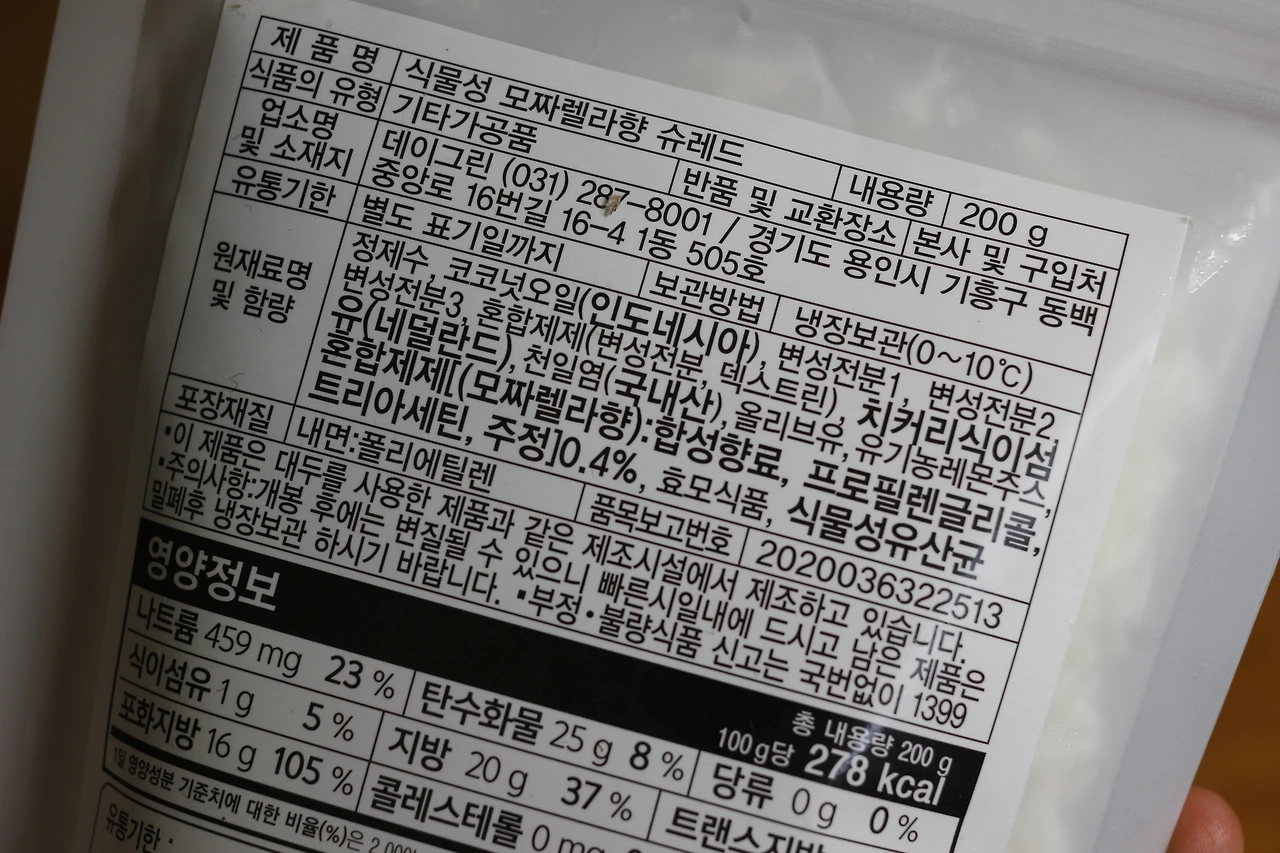 제 품 명 식물성 모짜렐라향 슈레드 내용량 200 g
식품의 유형 기타가공품 반품 및 교환장소 본사 및 구입처
업소명 및 소재지 데이그린 (031) 287-8001 / 경기도 용인시 기흥구 동백
중앙로 16번길 16-4 1동 505호
유통기한 별도 표기일까지 보관방법 냉장보관(0~10℃)
원재료명 및 함량 정제수, 코코넛오일(인도네시아), 변성전분1, 변성전분2
변성전분3, 혼합제제(변성전분, 덱스트린), 치커리식이섬
유(네덜란드), 천일염(국내산), 올리브유, 유기농레몬주스,
혼합제제[(모짜렐라향):합성향료, 프로필렌글리콜,
트리아세틴, 주정]0.4%, 효모식품, 식물성유산균
포장재질 내면:폴리에틸렌 품목보고번호 2020036322513
▪이 제품은 대두를 사용한 제품과 같은 제조시설에서 제조하고 있습니다.
▪주의사항:개봉 후에는 변질될 수 있으니 빠른시일내에 드시고 남은 제품은
밀폐후 냉장보관 하시기 바랍니다. ▪부정•불량식품 신고는 국번없이 1399
영양정보 총 내용량 200 g
100 g당 278 kcal
나트륨 459 mg 23 % 탄수화물 25 g 8 % 당류 0 g 0 %
식이섬유 1 g 5 % 지방 20 g 37 % 트랜스지방
포화지방 16 g 105 % 콜레스테롤 0 mg
1일 영양성분 기준치에 대한 비율(%)은 2,000
유통기한 :